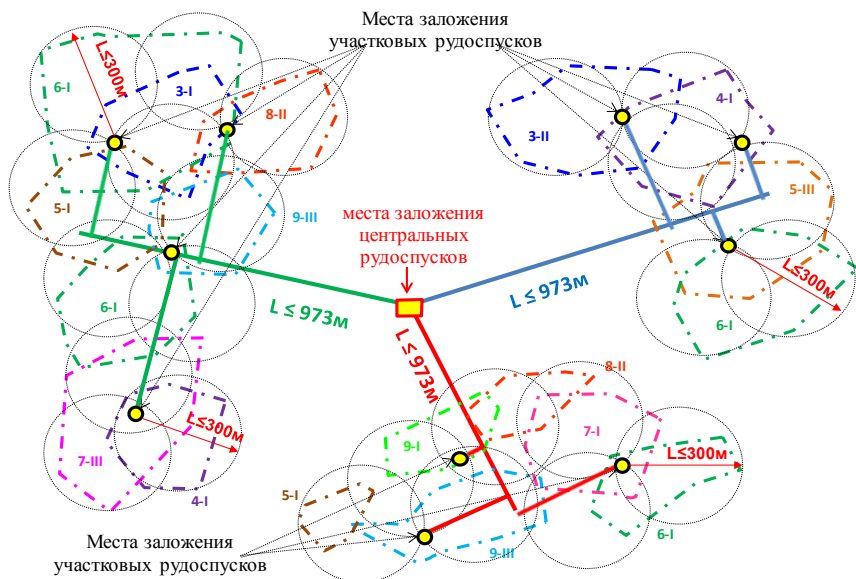 Места заложения
участковых рудоспусков
L≤300м
6-I
3-I
8-II
5-I
9-III
6-I
7-III
4-I
L≤300м
места заложения
центральных
рудоспусков
3-II
4-I
5-III
6-I
L≤300м
L ≤ 973м
L ≤ 973м
L ≤ 973м
8-II
9-I
7-I
5-I
9-III
6-I
L≤300м
Места заложения
участковых рудоспусков